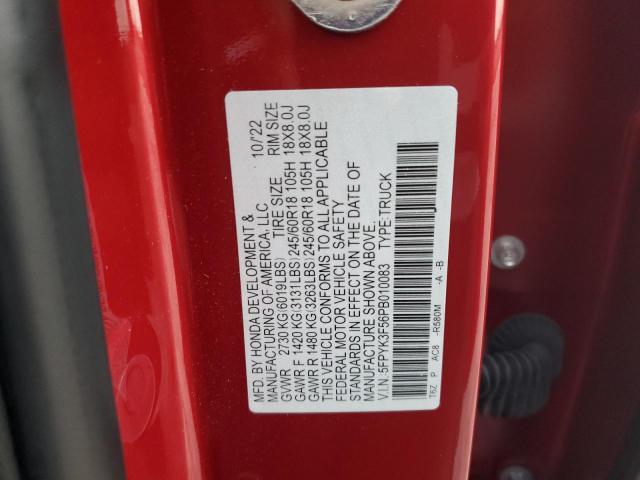 MFD. BY HONDA DEVELOPMENT & 10/'22
MANUFACTURING OF AMERICA, LLC.
GVWR 2730 KG(6019LBS) TIRE SIZE RIM SIZE
GAWR F 1420 KG(3131LBS) 245/60R18 105H 18X8.0J
GAWR R 1480 KG(3263LBS) 245/60R18 105H 18X8.0J
THIS VEHICLE CONFORMS TO ALL APPLICABLE
FEDERAL MOTOR VEHICLE SAFETY
STANDARDS IN EFFECT ON THE DATE OF
MANUFACTURE SHOWN ABOVE.
V.I.N.:5FPYK3F56PB010083 TYPE:TRUCK
T6Z P AC8 -R580M -A -B